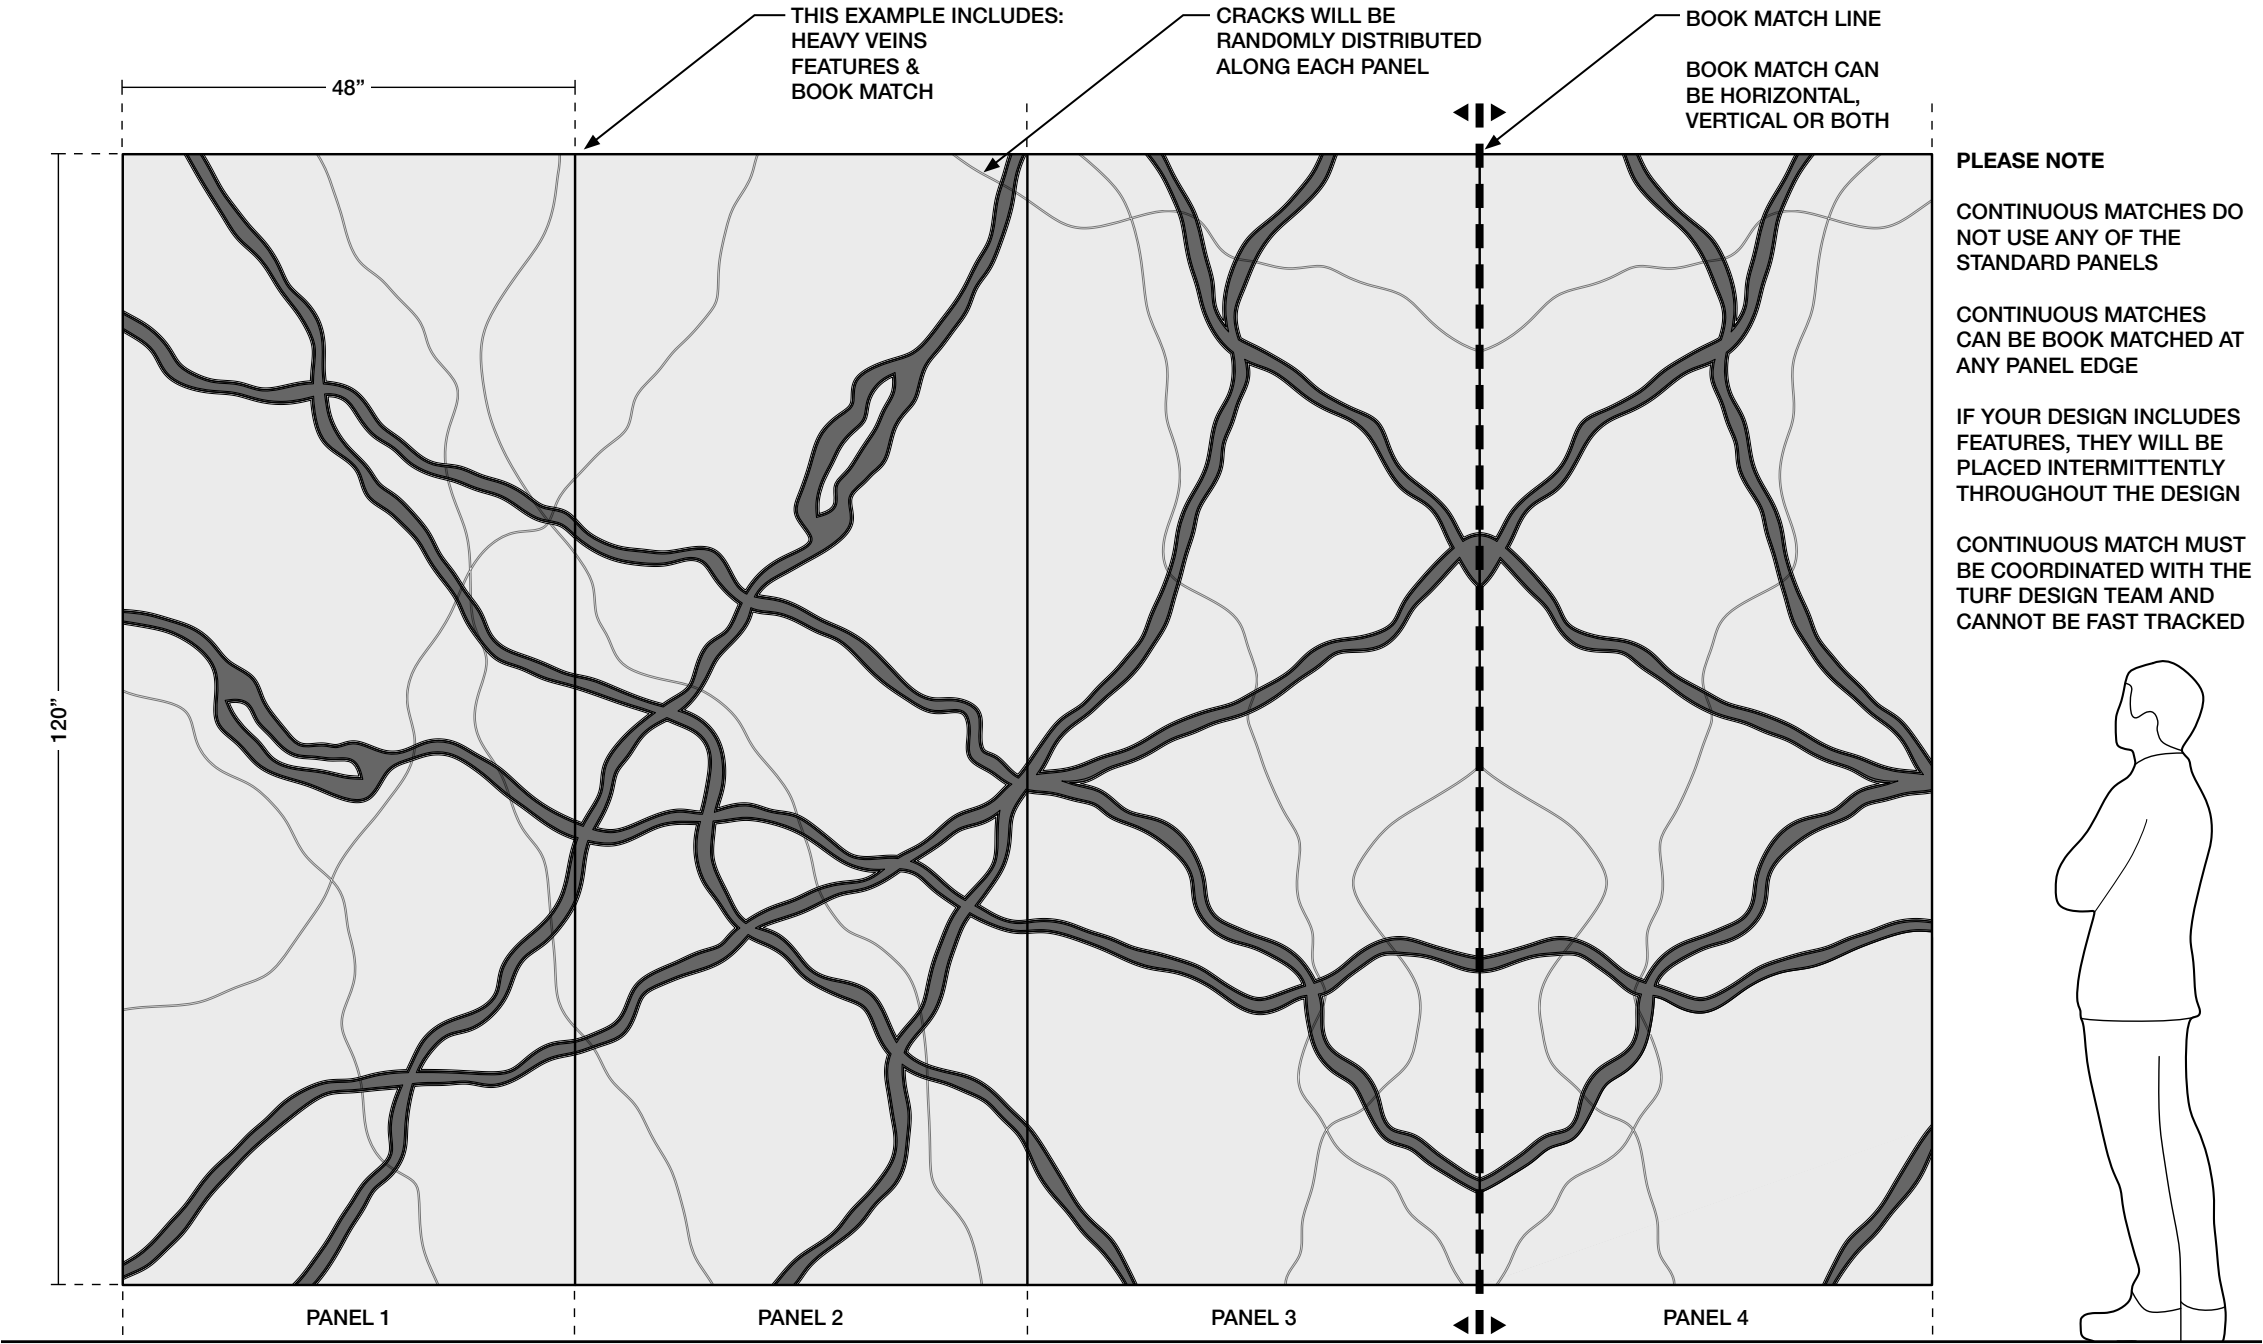 THIS EXAMPLE INCLUDES:
HEAVY VEINS
FEATURES &
BOOK MATCH
CRACKS WILL BE
RANDOMLY DISTRIBUTED
ALONG EACH PANEL
BOOK MATCH LINE
BOOK MATCH CAN
BE HORIZONTAL,
VERTICAL OR BOTH
48”
120”
PLEASE NOTE
CONTINUOUS MATCHES DO
NOT USE ANY OF THE
STANDARD PANELS
CONTINUOUS MATCHES
CAN BE BOOK MATCHED AT
ANY PANEL EDGE
IF YOUR DESIGN INCLUDES
FEATURES, THEY WILL BE
PLACED INTERMITTENTLY
THROUGHOUT THE DESIGN
CONTINUOUS MATCH MUST
BE COORDINATED WITH THE
TURF DESIGN TEAM AND
CANNOT BE FAST TRACKED
PANEL 1
PANEL 2
PANEL 3
PANEL 4